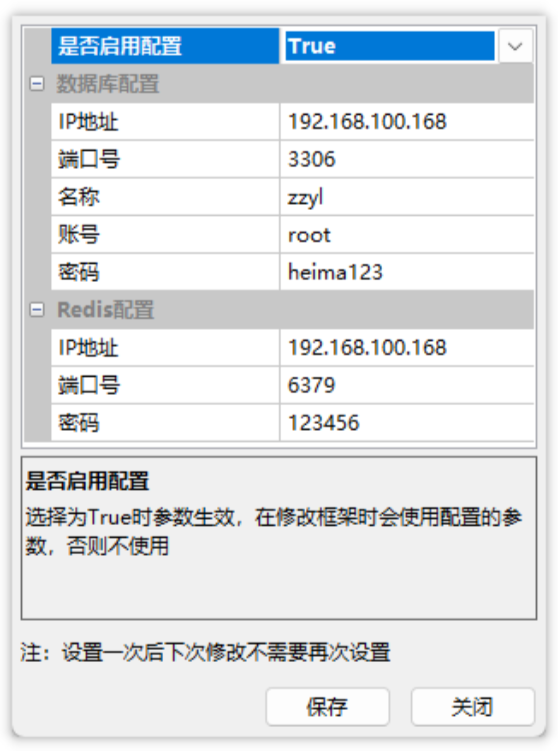 是否启用配置 True
数据库配置
IP地址 192.168.100.168
端口号 3306
名称 zzyl
账号 root
密码 heima123
Redis配置
IP地址 192.168.100.168
端口号 6379
密码 123456
是否启用配置
选择为True时参数生效，在修改框架时会使用配置的参
数，否则不使用
注：设置一次后下次修改不需要再次设置
保存 关闭